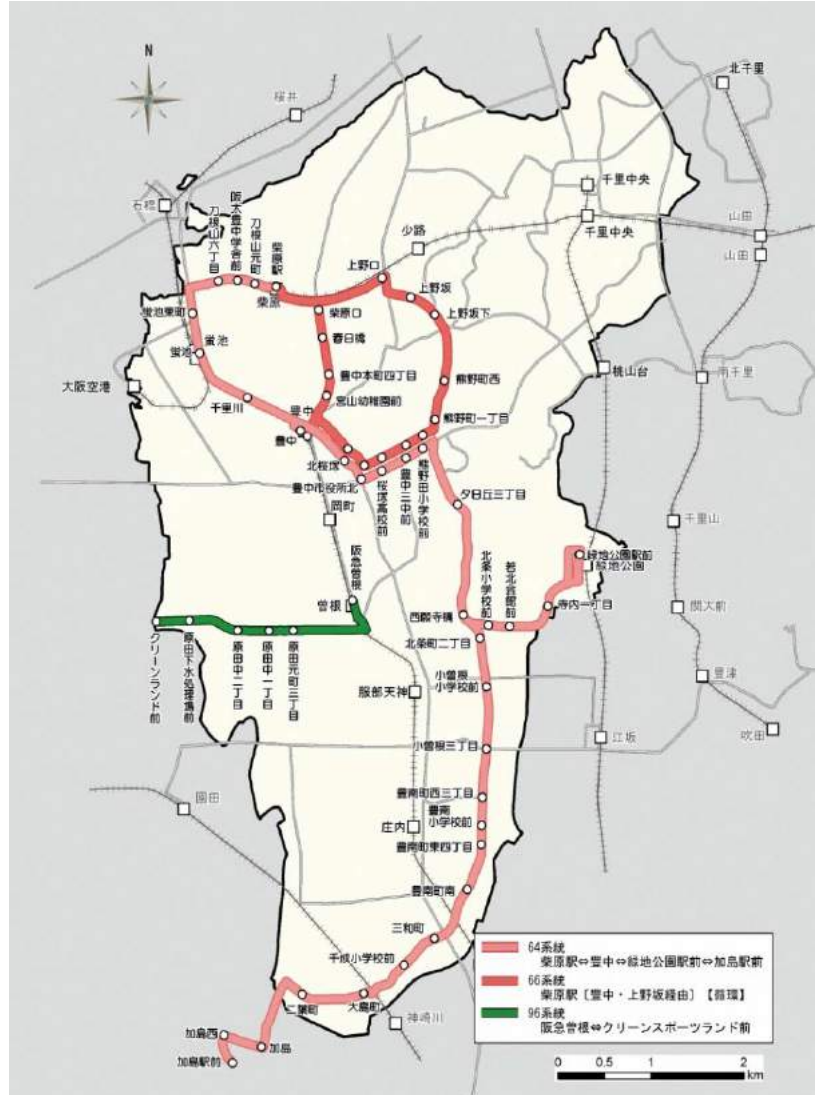 N
北千里
桜井
千里中央
石橋
千里中央
少路
山田
山田
刀根山六丁目
阪大豊中学舎前
刀根山元町
柴原駅
柴原
上野口
上野坂
上野坂下
柴原口
蛍池東町
蛍池
蛍池
春日橋
大阪空港
豊中本町四丁目
熊野町西
桃山台
南千里
千里川
宮山幼稚園前
豊中
豊中
熊野町一丁目
北桜塚
豊中市役所北
桜塚高校前
豊中三中前
熊野田小学校前
夕日丘三丁目
岡町
千里山
阪急曽根
曽根
緑地公園駅前
緑地公園
北条小学校前
若北会館前
寺内一丁目
関大前
西願寺橋
北条町二丁目
クリーンランド前
原田下水処理場前
原田中二丁目
原田中一丁目
原田元町三丁目
小曽根
小学校前
服部天神
豊津
吹田
江坂
小曽根三丁目
園田
豊南町西三丁目
豊南
小学校前
庄内
豊南町東四丁目
豊南町南
三和町
千成小学校前
二葉町
大島町
神崎川
加島西
加島
加島駅前
64系統
柴原駅⇔豊中⇔緑地公園駅前⇔加島駅前
66系統
柴原駅〔豊中・上野坂経由〕【循環】
96系統
阪急曽根⇔クリーンスポーツランド前
0 0.5 1 2
km